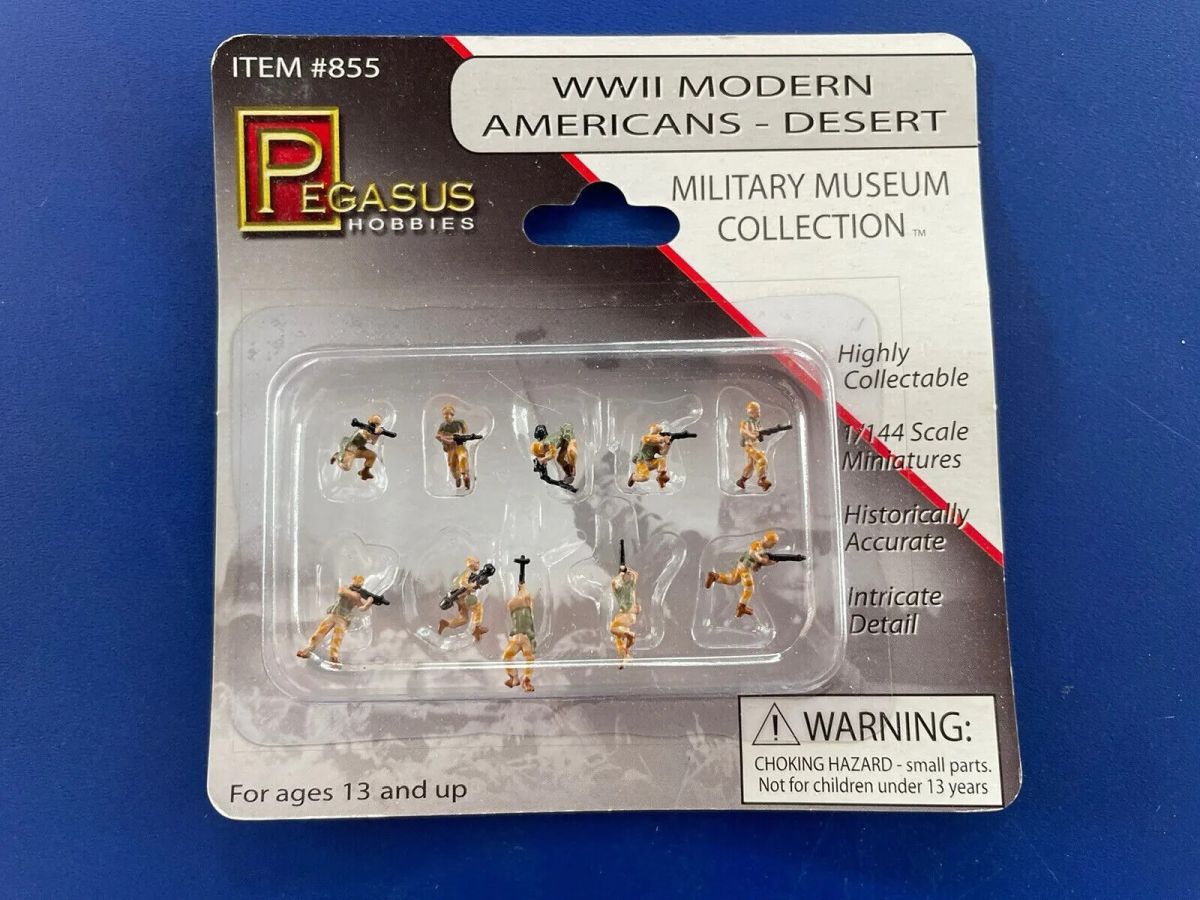 ITEM #855
WWII MODERN
AMERICANS - DESERT
PEGASUS
HOBBIES
MILITARY MUSEUM
COLLECTION ™
Highly
Collectable
1/144 Scale
Miniatures
Historically
Accurate
Intricate
Detail
WARNING:
CHOKING HAZARD - small parts.
Not for children under 13 years
For ages 13 and up